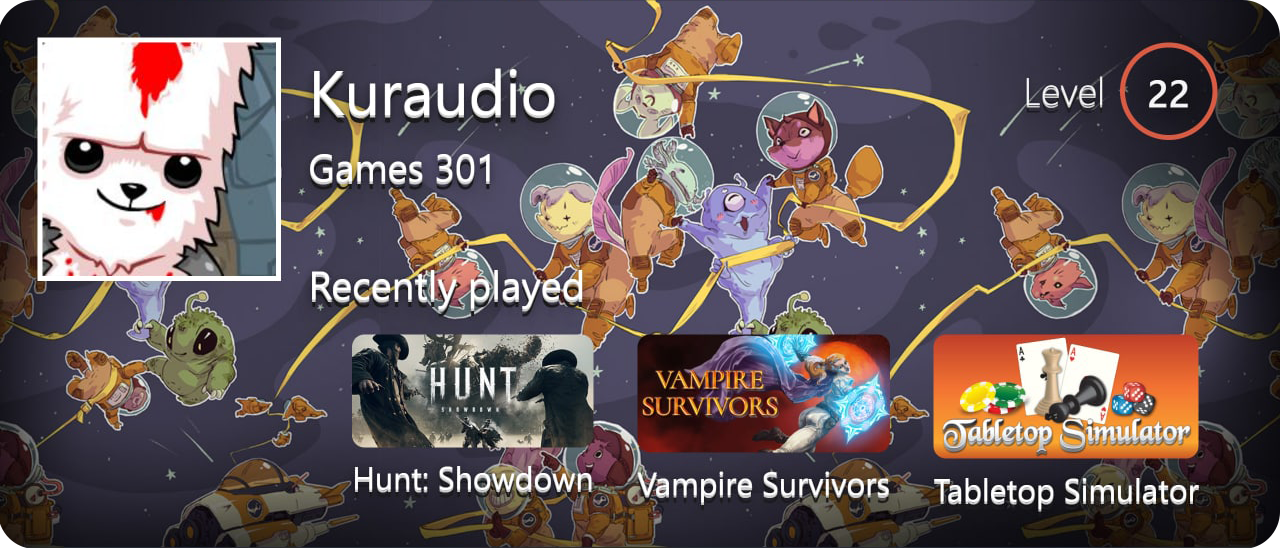 Kuraudio
Level 22
Games 301
Recently played
HUNT
SHOWDOWN
VAMPIRE
SURVIVORS
A A
Tabletop Simulator
Hunt: Showdown
Vampire Survivors
Tabletop Simulator